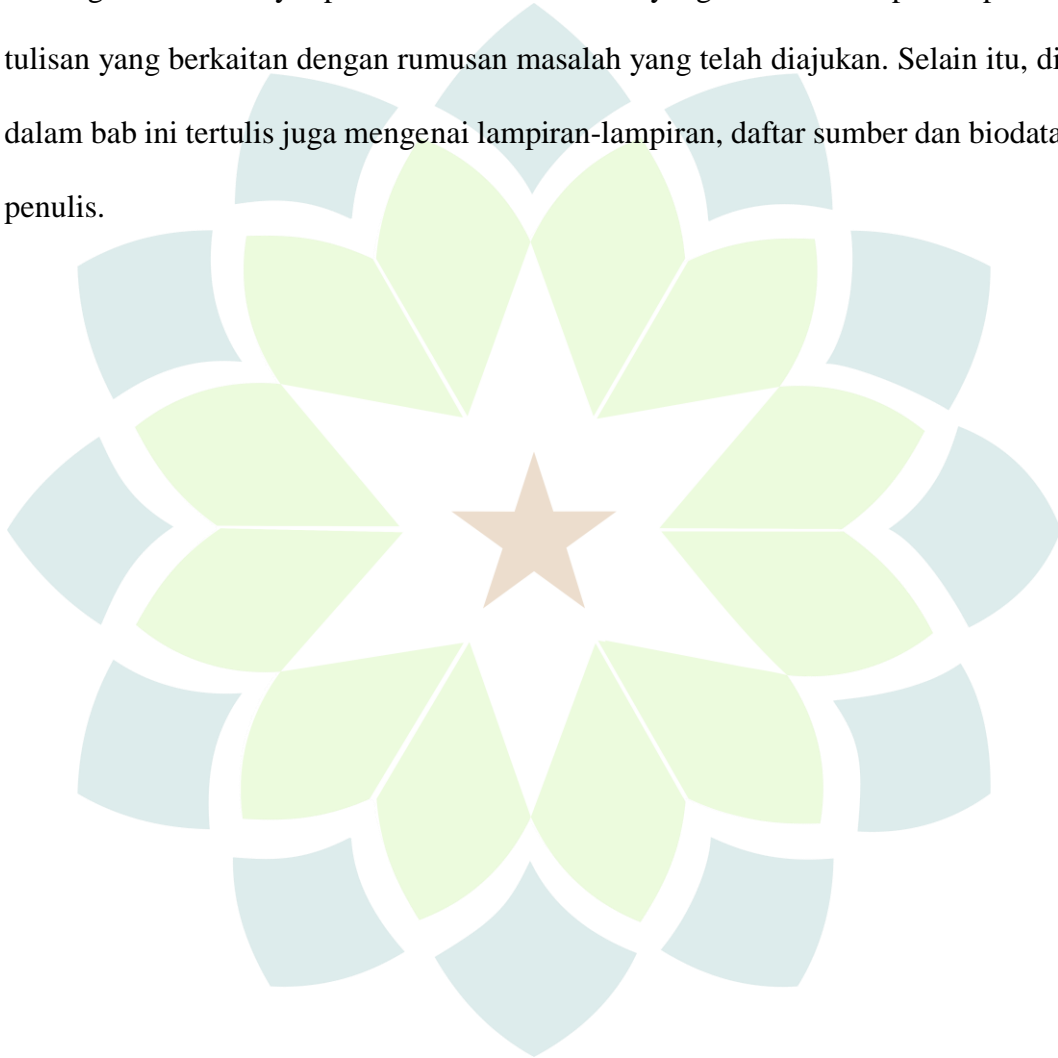 yang
tulisan yang berkaitan dengan rumusan masalah yang telah diajukan. Selain itu, di
dalam bab ini tertulis juga mengenai lampiran-lampiran, daftar sumber dan biodata
penulis.